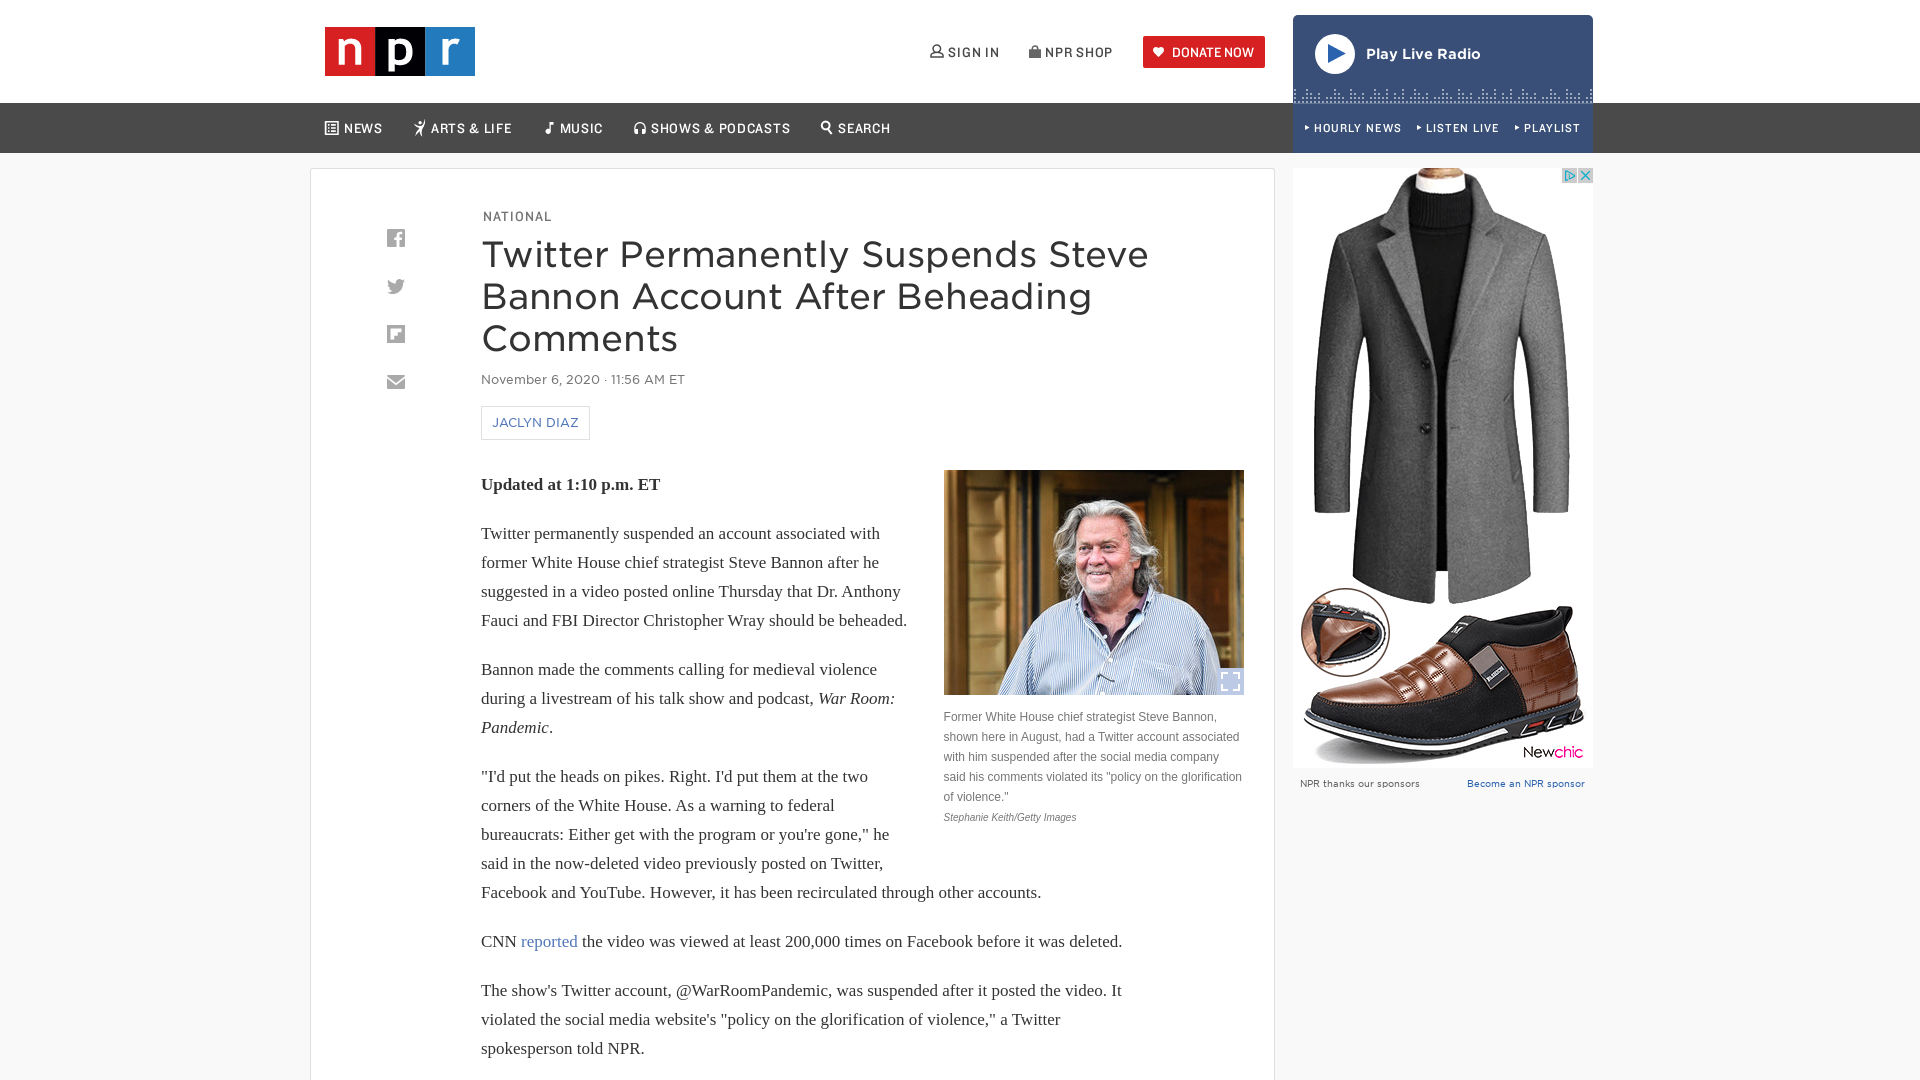 npr
SIGN IN
NPR SHOP
DONATE NOW
Play Live Radio
NEWS
ARTS & LIFE
MUSIC
SHOWS & PODCASTS
SEARCH
HOURLY NEWS
LISTEN LIVE
PLAYLIST
NATIONAL
Twitter Permanently Suspends Steve
Bannon Account After Beheading
Comments
November 6, 2020 · 11:56 AM ET
JACLYN DIAZ
Updated at 1:10 p.m. ET
Twitter permanently suspended an account associated with
former White House chief strategist Steve Bannon after he
suggested in a video posted online Thursday that Dr. Anthony
Fauci and FBI Director Christopher Wray should be beheaded.
Bannon made the comments calling for medieval violence
during a livestream of his talk show and podcast, War Room:
Pandemic.
"I'd put the heads on pikes. Right. I'd put them at the two
corners of the White House. As a warning to federal
bureaucrats: Either get with the program or you're gone," he
said in the now-deleted video previously posted on Twitter,
Facebook and YouTube. However, it has been recirculated through other accounts.
CNN reported the video was viewed at least 200,000 times on Facebook before it was deleted.
The show's Twitter account, @WarRoomPandemic, was suspended after it posted the video. It
violated the social media website's "policy on the glorification of violence," a Twitter
spokesperson told NPR.
Former White House chief strategist Steve Bannon,
shown here in August, had a Twitter account associated
with him suspended after the social media company
said his comments violated its "policy on the glorification
of violence."
Stephanie Keith/Getty Images
Newchic
NPR thanks our sponsors
Become an NPR sponsor